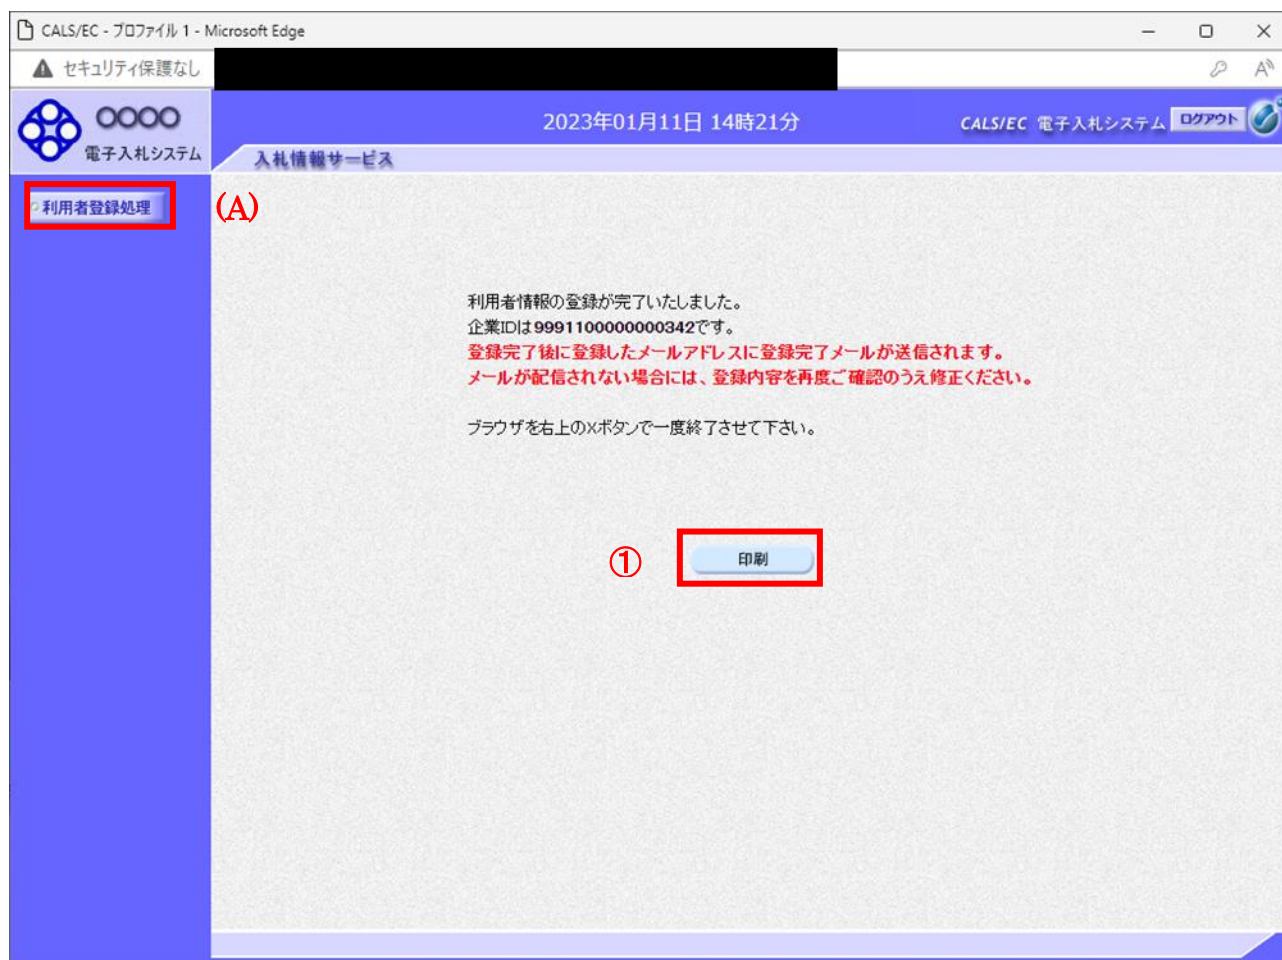 CALS/EC - プロファイル 1 - Microsoft Edge
セキュリティ保護なし
〇〇〇〇
電子入札システム
2023年01月11日 14時21分
CALS/EC 電子入札システム
ログアウト
入札情報サービス
利用者登録処理
(A)
利用者情報の登録が完了いたしました。
企業IDは9991100000000342です。
登録完了後に登録したメールアドレスに登録完了メールが送信されます。
メールが配信されない場合には、登録内容を再度ご確認のうえ修正ください。
ブラウザを右上の×ボタンで一度終了させて下さい。
①
印刷